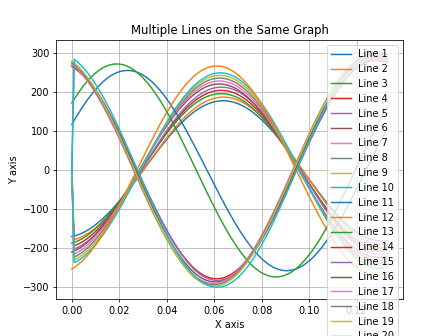 Multiple Lines on the Same Graph
Y axis
300
200
100
0
−100
−200
−300
0.00
0.02
0.04
0.06
0.08
0.10
X axis
Line 1
Line 2
Line 3
Line 4
Line 5
Line 6
Line 7
Line 8
Line 9
Line 10
Line 11
Line 12
Line 13
Line 14
Line 15
Line 16
Line 17
Line 18
Line 19
Line 20